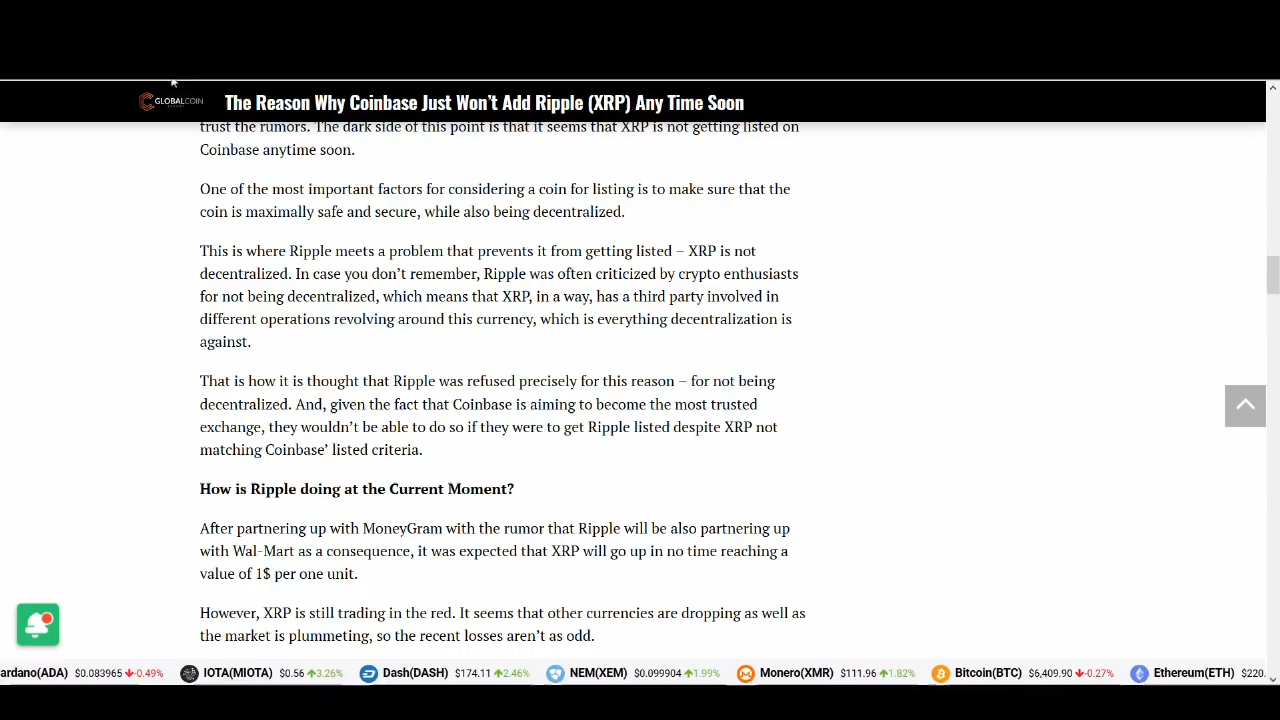 GLOBALCOIN
The Reason Why Coinbase Just Won’t Add Ripple (XRP) Any Time Soon
trust the rumors. The dark side of this point is that it seems that XRP is not getting listed on
Coinbase anytime soon.
One of the most important factors for considering a coin for listing is to make sure that the
coin is maximally safe and secure, while also being decentralized.
This is where Ripple meets a problem that prevents it from getting listed – XRP is not
decentralized. In case you don’t remember, Ripple was often criticized by crypto enthusiasts
for not being decentralized, which means that XRP, in a way, has a third party involved in
different operations revolving around this currency, which is everything decentralization is
against.
That is how it is thought that Ripple was refused precisely for this reason – for not being
decentralized. And, given the fact that Coinbase is aiming to become the most trusted
exchange, they wouldn’t be able to do so if they were to get Ripple listed despite XRP not
matching Coinbase’ listed criteria.
How is Ripple doing at the Current Moment?
After partnering up with MoneyGram with the rumor that Ripple will be also partnering up
with Wal-Mart as a consequence, it was expected that XRP will go up in no time reaching a
value of 1$ per one unit.
However, XRP is still trading in the red. It seems that other currencies are dropping as well as
the market is plummeting, so the recent losses aren’t as odd.
ardano(ADA) $0.083965 -0.49% IOTA(MIOTA) $0.56 3.26% Dash(DASH) $174.11 2.46% NEM(XEM) $0.099904 1.99% Monero(XMR) $111.96 1.82% Bitcoin(BTC) $6,409.90 -0.27% Ethereum(ETH) $220.